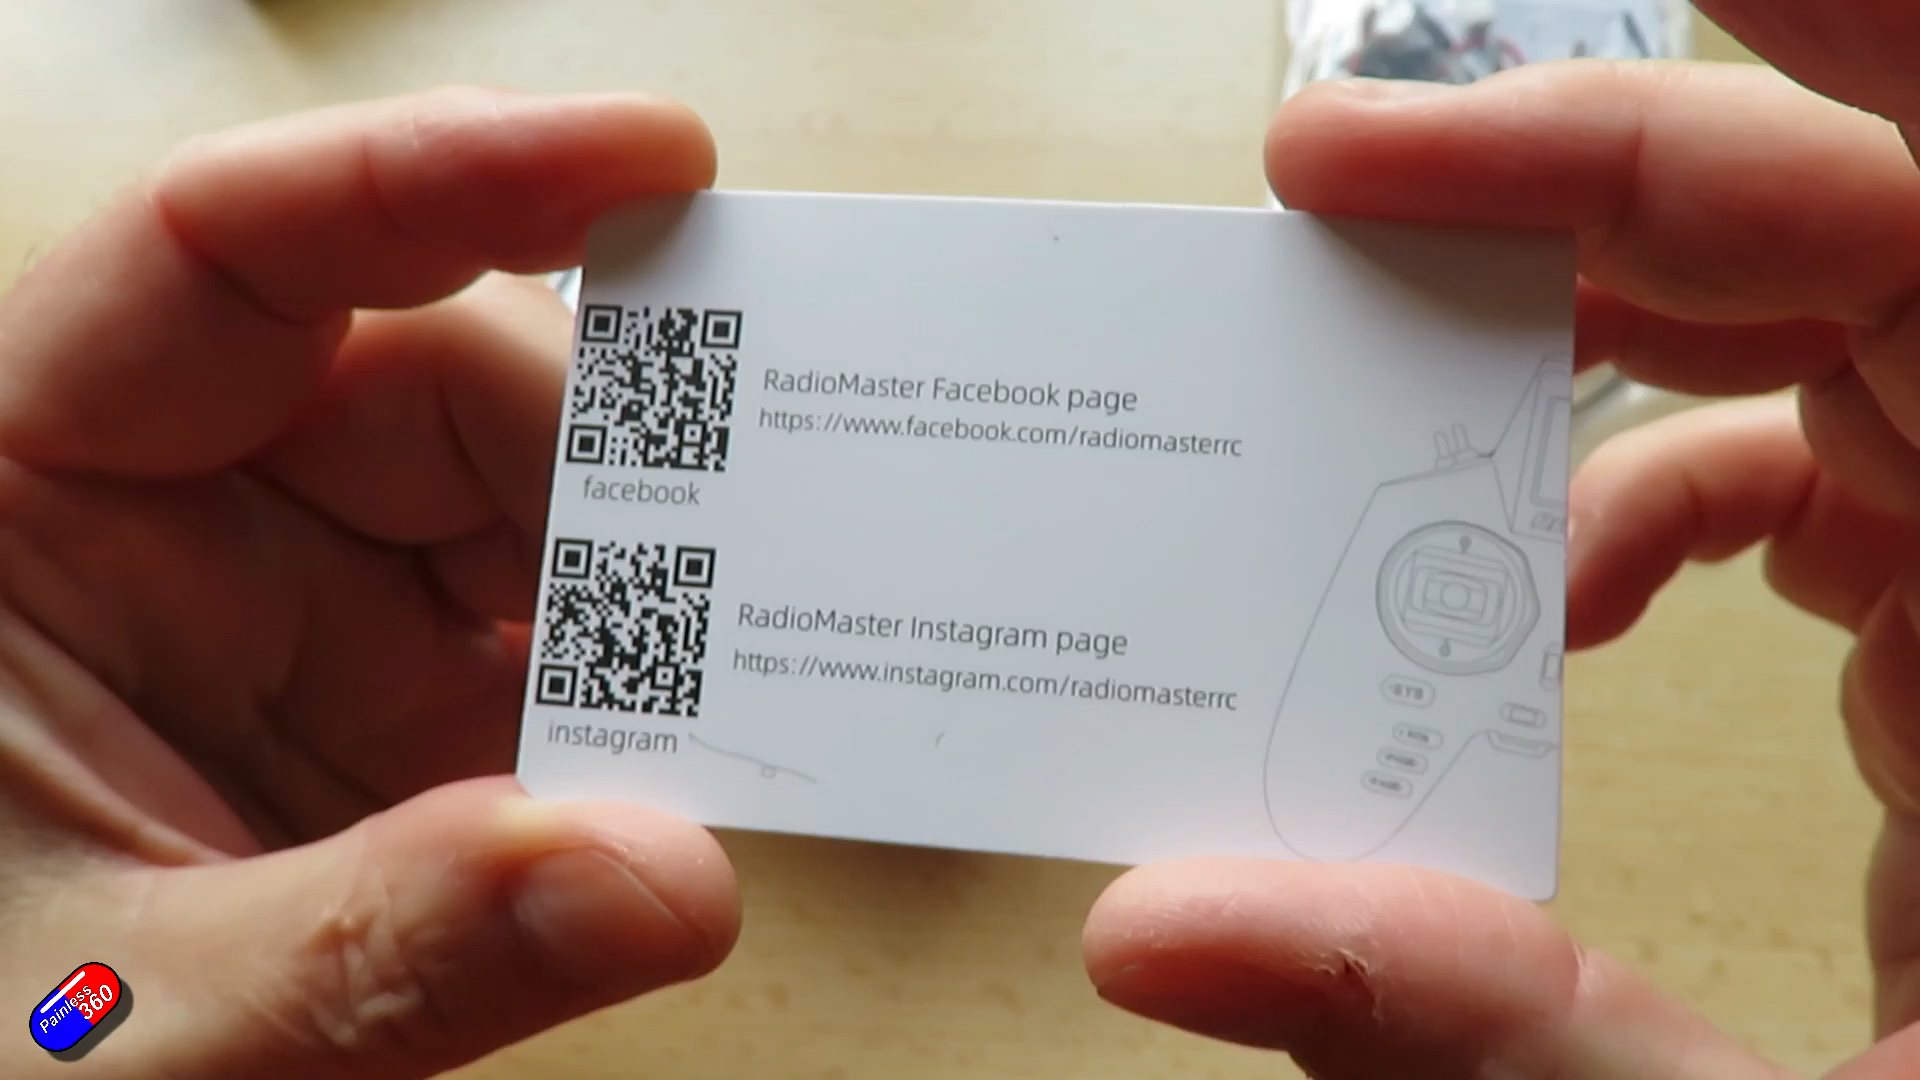 RadioMaster Facebook page
https://www.facebook.com/radiomasterrc
facebook
RadioMaster Instagram page
https://www.instagram.com/radiomasterrc
instagram
SYS
Painless
360